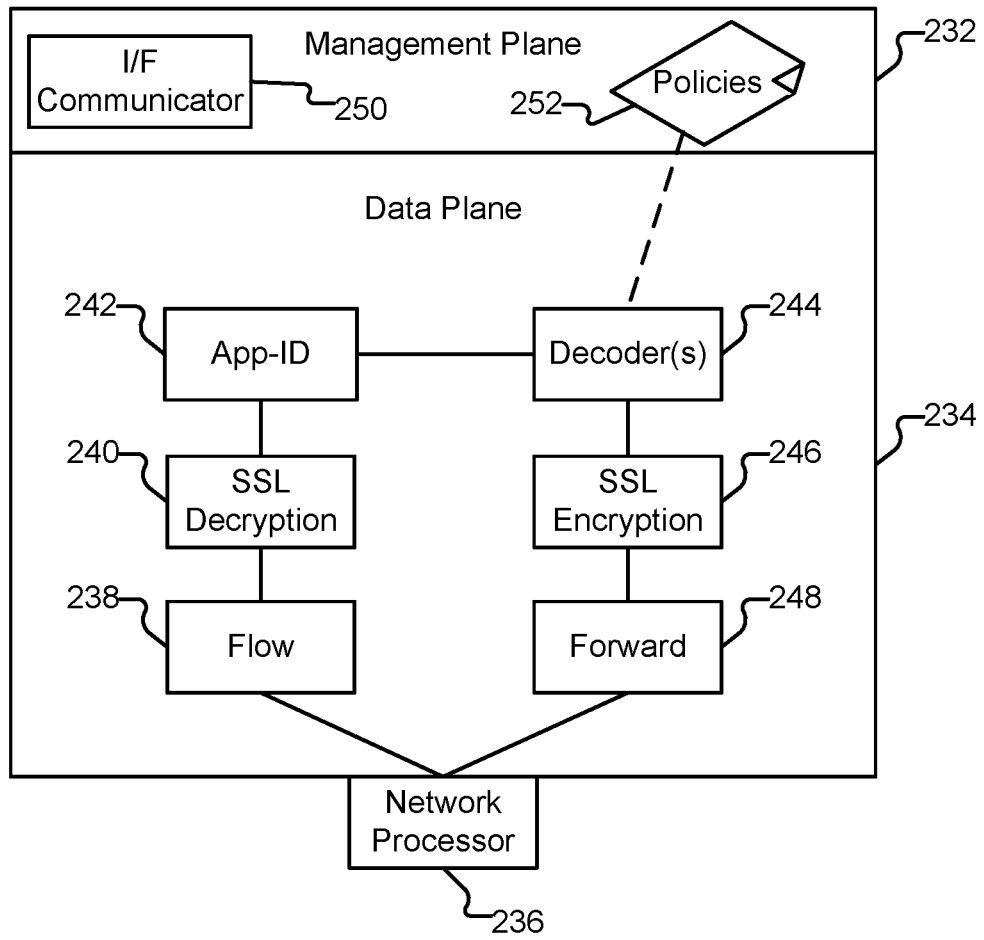 Management Plane
232
I/F
Communicator
250
252
Policies
Data Plane
242
App-ID
Decoder(s)
244
234
240
SSL
Decryption
SSL
Encryption
246
238
Flow
Forward
248
Network
Processor
236